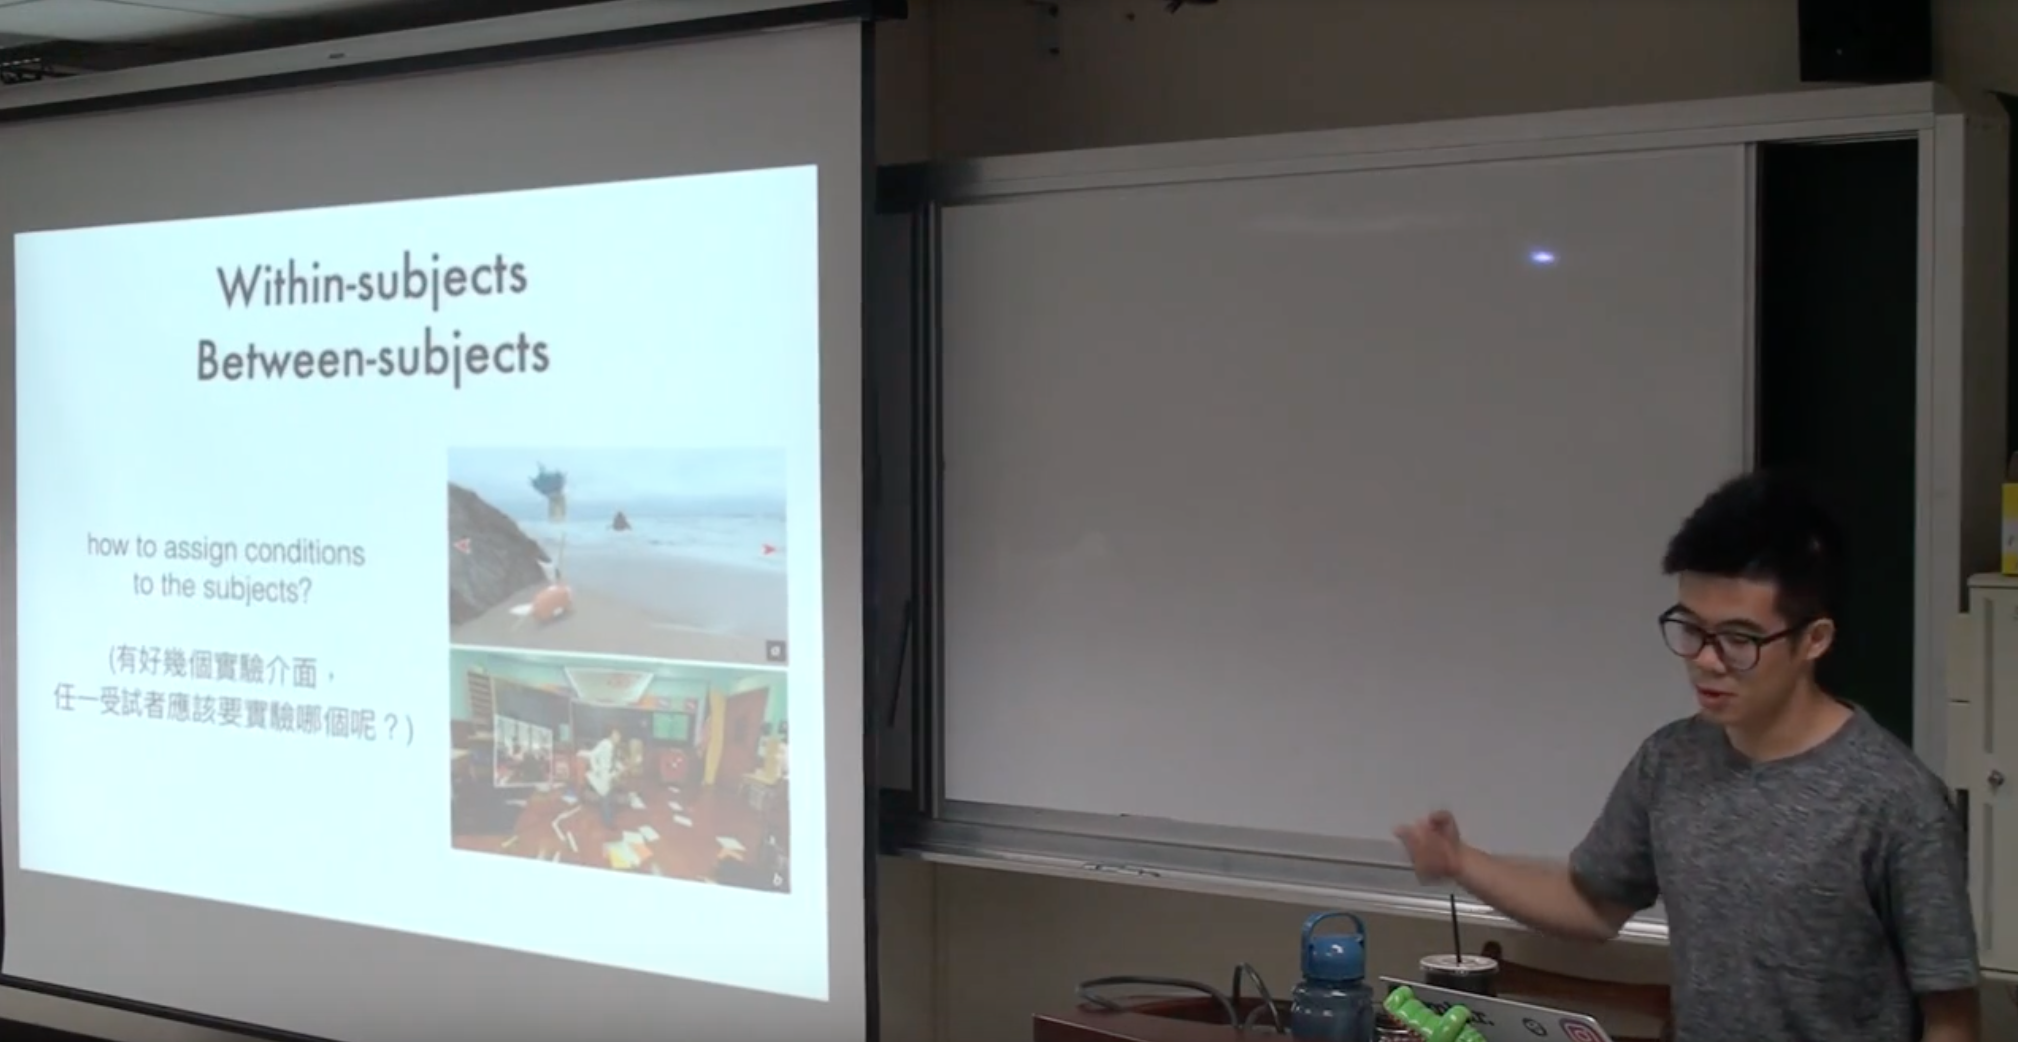 Within-subjects
Between-subjects
how to assign conditions
to the subjects?
(有好幾個實驗介面，
任一受試者應該要實驗哪個呢？)
a
b